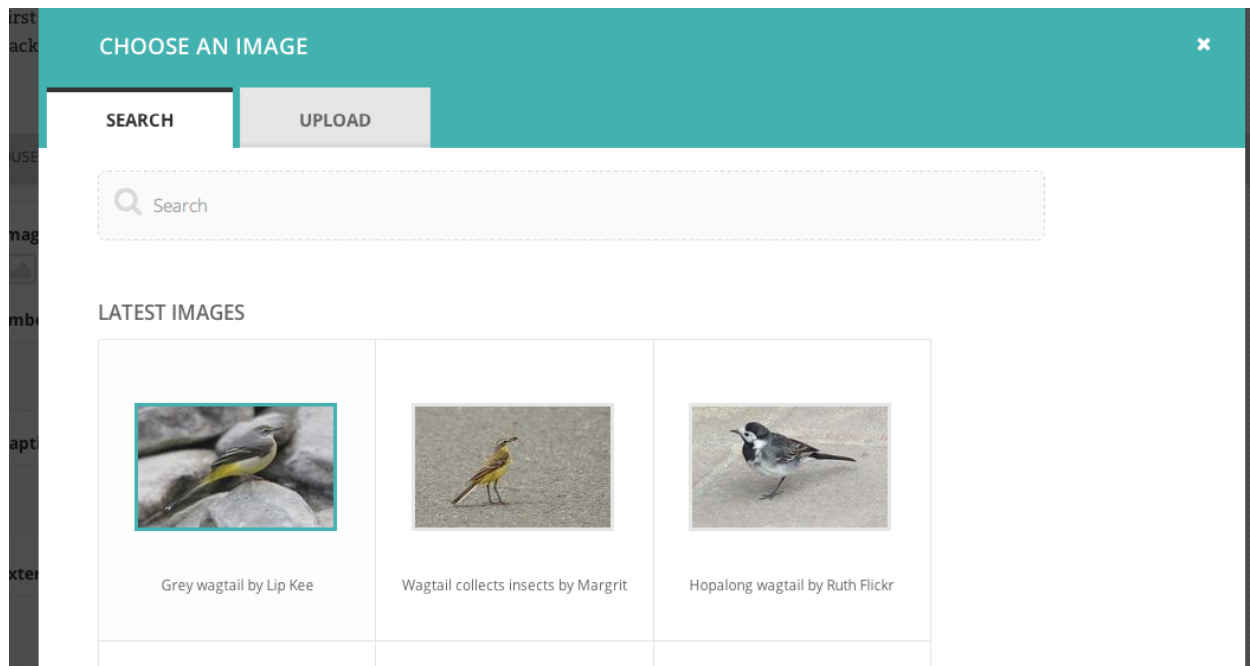 CHOOSE AN IMAGE
SEARCH
UPLOAD
Search
LATEST IMAGES
Grey wagtail by Lip Kee
Wagtail collects insects by Margrit
Hopalong wagtail by Ruth Flickr